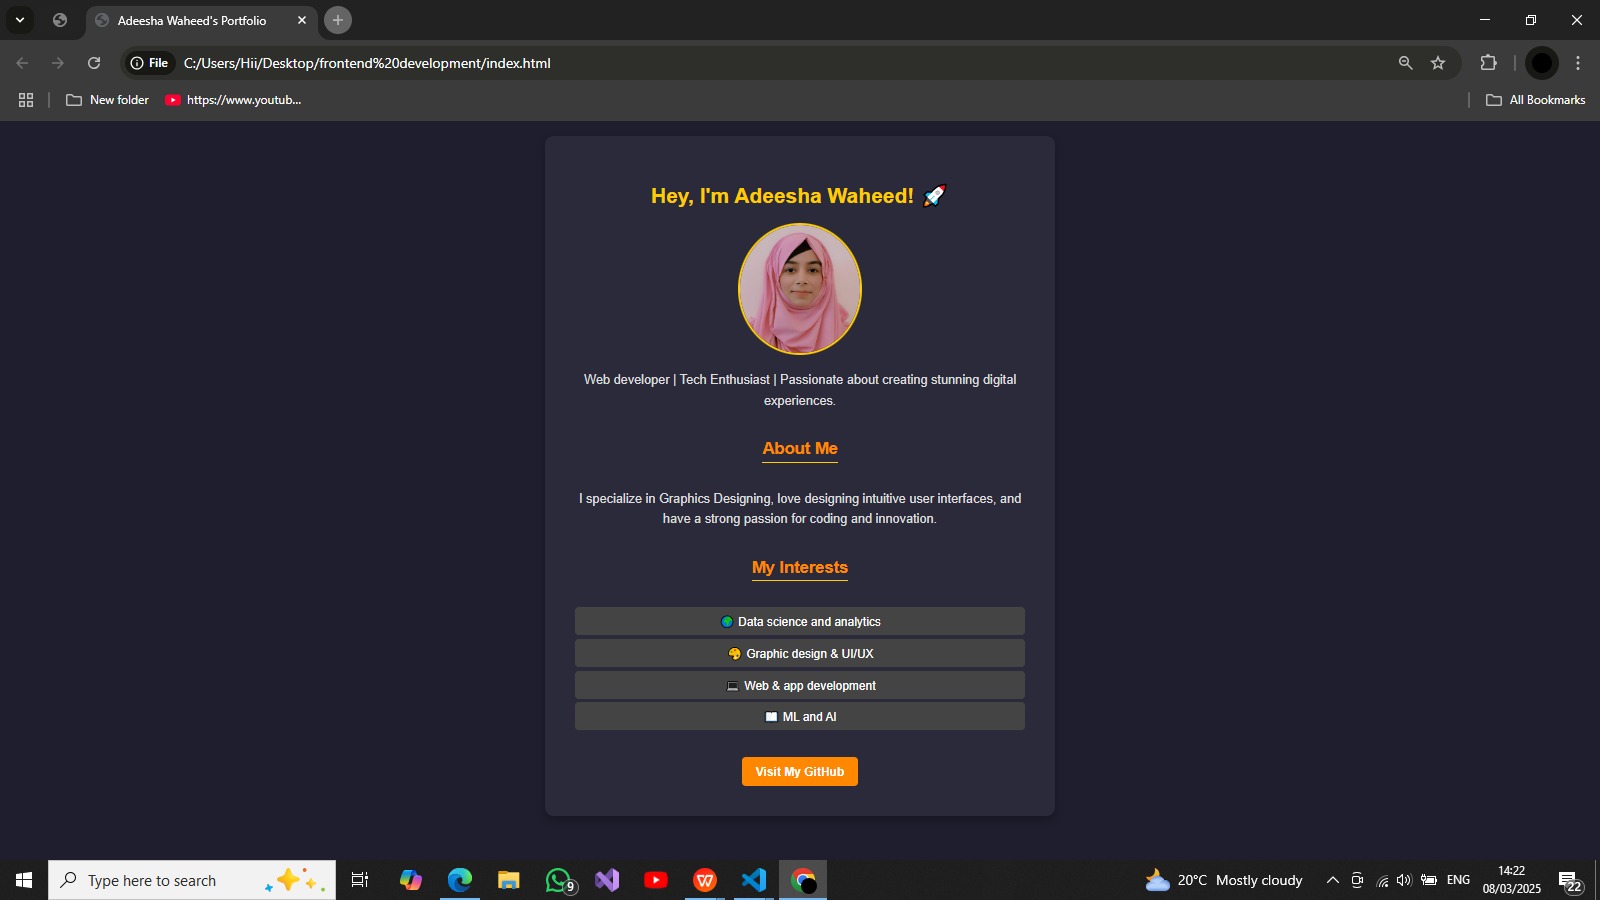 Adeesha Waheed's Portfolio
File C:/Users/Hii/Desktop/frontend%20development/index.html
New folder https://www.youtub... All Bookmarks
Hey, I'm Adeesha Waheed! 🚀
Web developer | Tech Enthusiast | Passionate about creating stunning digital
experiences.
About Me
I specialize in Graphics Designing, love designing intuitive user interfaces, and
have a strong passion for coding and innovation.
My Interests
🌍 Data science and analytics
🎨 Graphic design & UI/UX
💻 Web & app development
📖 ML and AI
Visit My GitHub
Type here to search 9 20°C Mostly cloudy ENG 14:22
08/03/2025 22